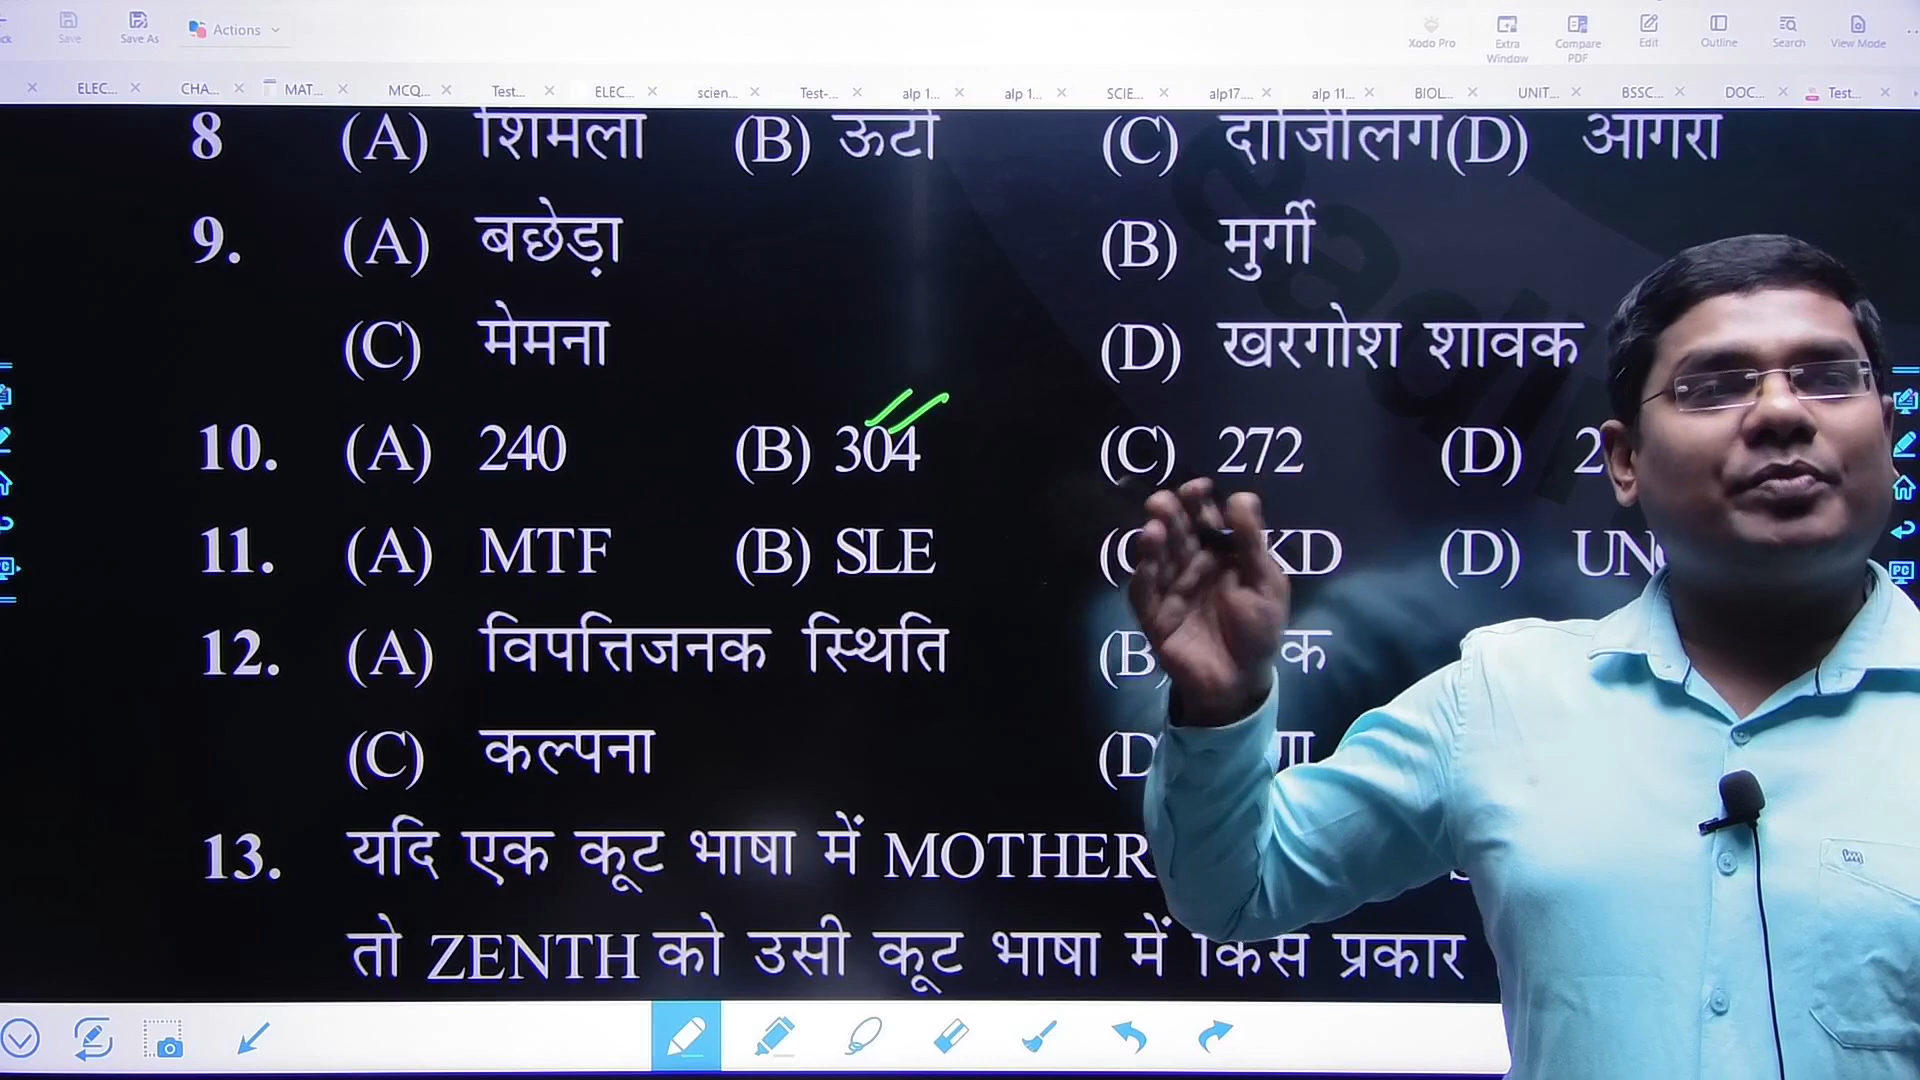 Save
Save As
Actions
Xodo Pro
Extra Window
Compare PDF
Edit
Outline
Search
View Mode
ELEC... CHA... MAT... MCQ... Test... ELEC... scien... Test-... alp 1... alp 1... SCIE... alp17.... alp 11... BIOL... UNIT... BSSC... DOC... Test...
8 (A) शिमला (B) ऊटी (C) दार्जीलिंग (D) आगरा
9. (A) बछेड़ा (B) मुर्गी
(C) मेमना (D) खरगोश शावक
10. (A) 240 (B) 304 (C) 272 (D)
11. (A) MTF (B) SLE (D)
12. (A) विपत्तिजनक स्थिति (B)
(C) कल्पना (D)
13. यदि एक कूट भाषा में MOTHER
तो ZENTH को उसी कूट भाषा में किस प्रकार